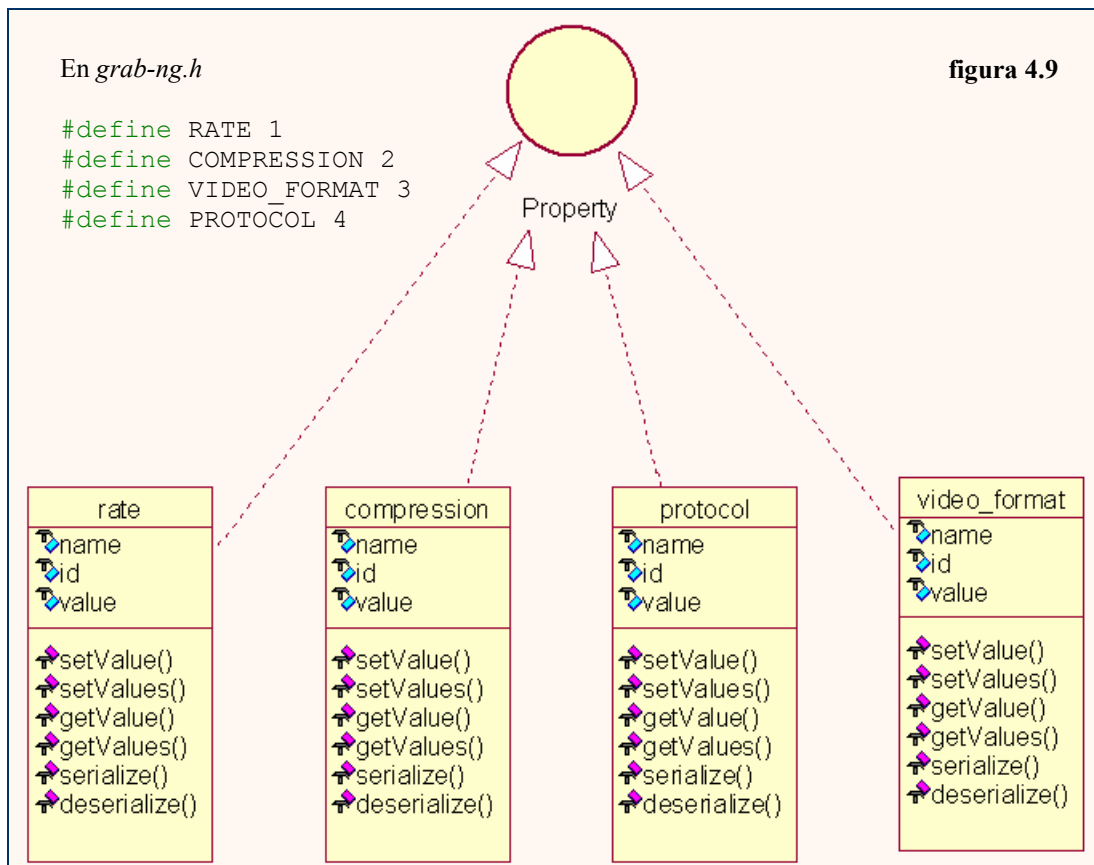 En grab-ng.h
figura 4.9
#define RATE 1
#define COMPRESSION 2
#define VIDEO_FORMAT 3
#define PROTOCOL 4
Property
rate
name
id
value
setValue()
setValues()
getValue()
getValues()
serialize()
deserialize()
compression
name
id
value
setValue()
setValues()
getValue()
getValues()
serialize()
deserialize()
protocol
name
id
value
setValue()
setValues()
getValue()
getValues()
serialize()
deserialize()
video_format
name
id
value
setValue()
setValues()
getValue()
getValues()
serialize()
deserialize()